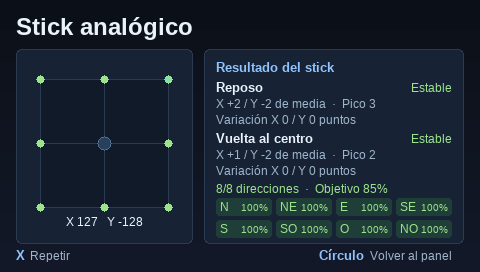 Stick analógico
X 127 Y -128
Resultado del stick
Reposo Estable
X +2 / Y -2 de media · Pico 3
Variación X 0 / Y 0 puntos
Vuelta al centro Estable
X +1 / Y -2 de media · Pico 2
Variación X 0 / Y 0 puntos
8/8 direcciones · Objetivo 85%
N 100% NE 100% E 100% SE 100%
S 100% SO 100% O 100% NO 100%
X Repetir Círculo Volver al panel